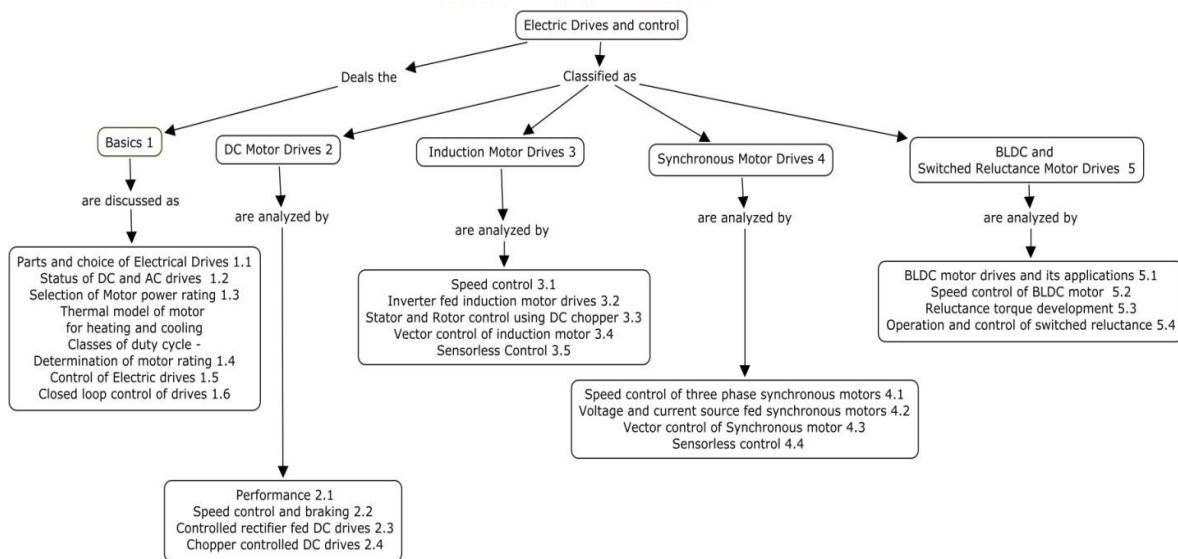 Electric Drives and control
Deals the
Classified as
Basics 1
DC Motor Drives 2
Induction Motor Drives 3
Synchronous Motor Drives 4
BLDC and
Switched Reluctance Motor Drives 5
are discussed as
are analyzed by
are analyzed by
are analyzed by
are analyzed by
Parts and choice of Electrical Drives 1.1
Status of DC and AC drives 1.2
Selection of Motor power rating 1.3
Thermal model of motor
for heating and cooling
Classes of duty cycle -
Determination of motor rating 1.4
Control of Electric drives 1.5
Closed loop control of drives 1.6
Speed control 3.1
Inverter fed induction motor drives 3.2
Stator and Rotor control using DC chopper 3.3
Vector control of induction motor 3.4
Sensorless Control 3.5
BLDC motor drives and its applications 5.1
Speed control of BLDC motor 5.2
Reluctance torque development 5.3
Operation and control of switched reluctance 5.4
Speed control of three phase synchronous motors 4.1
Voltage and current source fed synchronous motors 4.2
Vector control of Synchronous motor 4.3
Sensorless control 4.4
Performance 2.1
Speed control and braking 2.2
Controlled rectifier fed DC drives 2.3
Chopper controlled DC drives 2.4